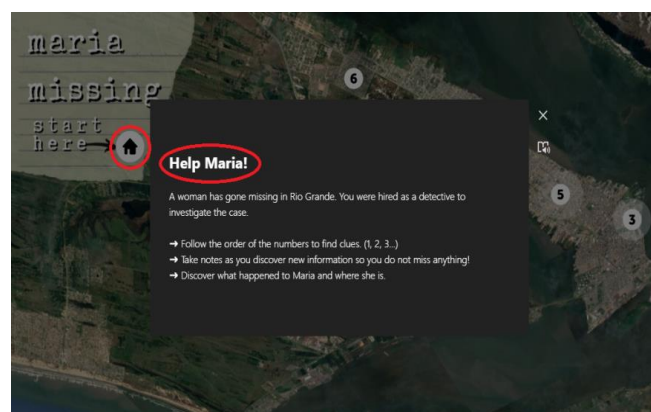 maria
missing
start
here
6
Help Maria!
A woman has gone missing in Rio Grande. You were hired as a detective to
investigate the case.
5
3
➔ Follow the order of the numbers to find clues. (1, 2, 3...)
➔ Take notes as you discover new information so you do not miss anything!
➔ Discover what happened to Maria and where she is.